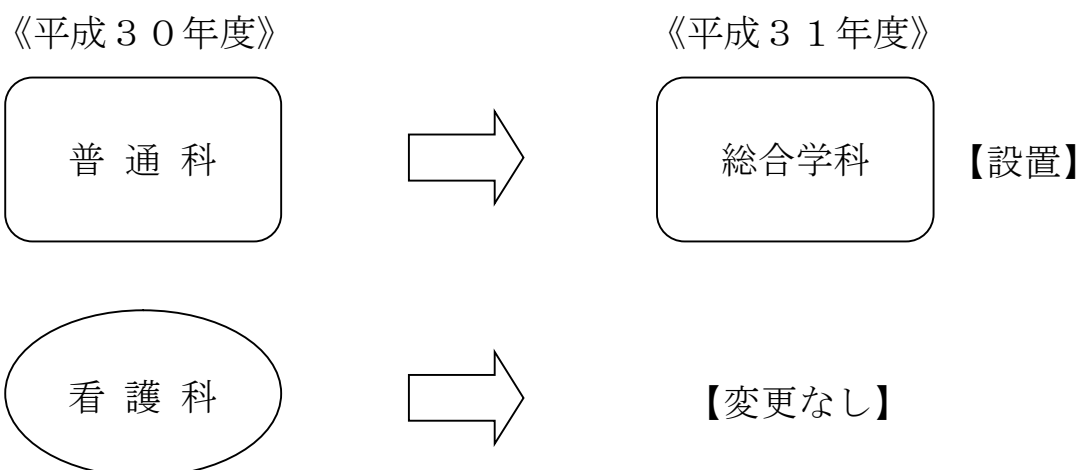 《平成３０年度》 《平成３１年度》
普 通 科 総合学科 【設置】
看 護 科 【変更なし】